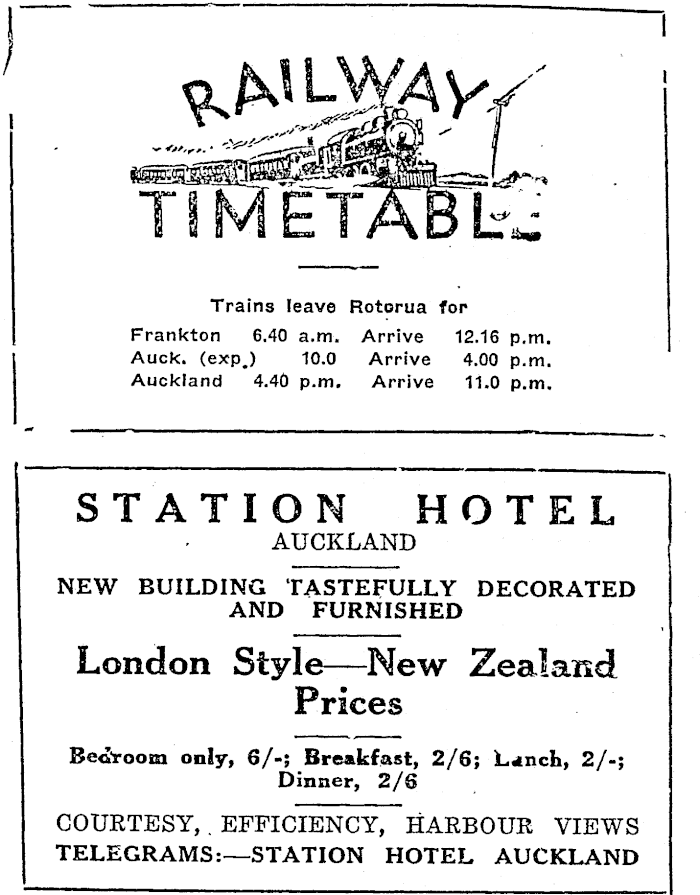 RAILWAY
TIMETABLE
Trains leave Rotorua for
Frankton 6.40 a.m. Arrive 12.16 p.m.
Auck. (exp.) 10.0 Arrive 4.00 p.m.
Auckland 4.40 p.m. Arrive 11.0 p.m.
STATION HOTEL
AUCKLAND
NEW BUILDING TASTEFULLY DECORATED
AND FURNISHED
London Style—New Zealand
Prices
Bedroom only, 6/-; Breakfast, 2/6; Lunch, 2/-;
Dinner, 2/6
COURTESY, EFFICIENCY, HARBOUR VIEWS
TELEGRAMS:—STATION HOTEL AUCKLAND